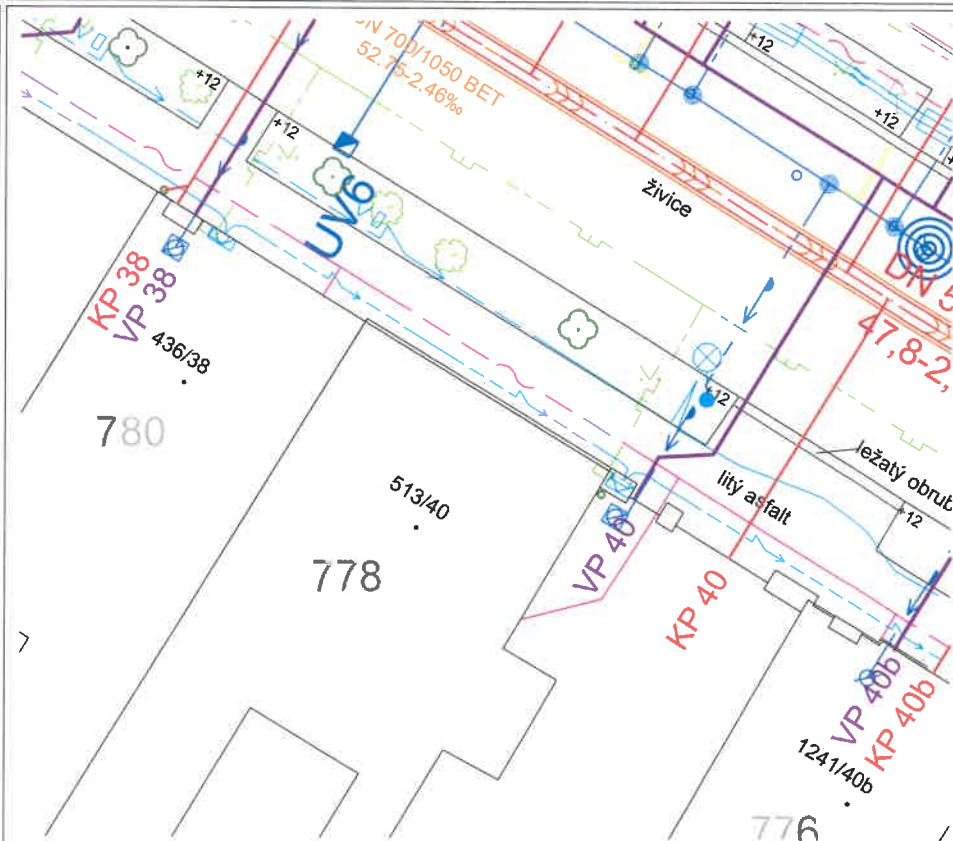 DN 700/1050 BET
52.75-2.46‰
+12
+12
+12
+12
+12
+12
živice
UV6
DN 5
47,8-2,
KP 38
VP 38
436/38
780
513/40
778
ležatý obrub
litý asfalt
VP 40
KP 40
VP 40b
KP 40b
1241/40b
776